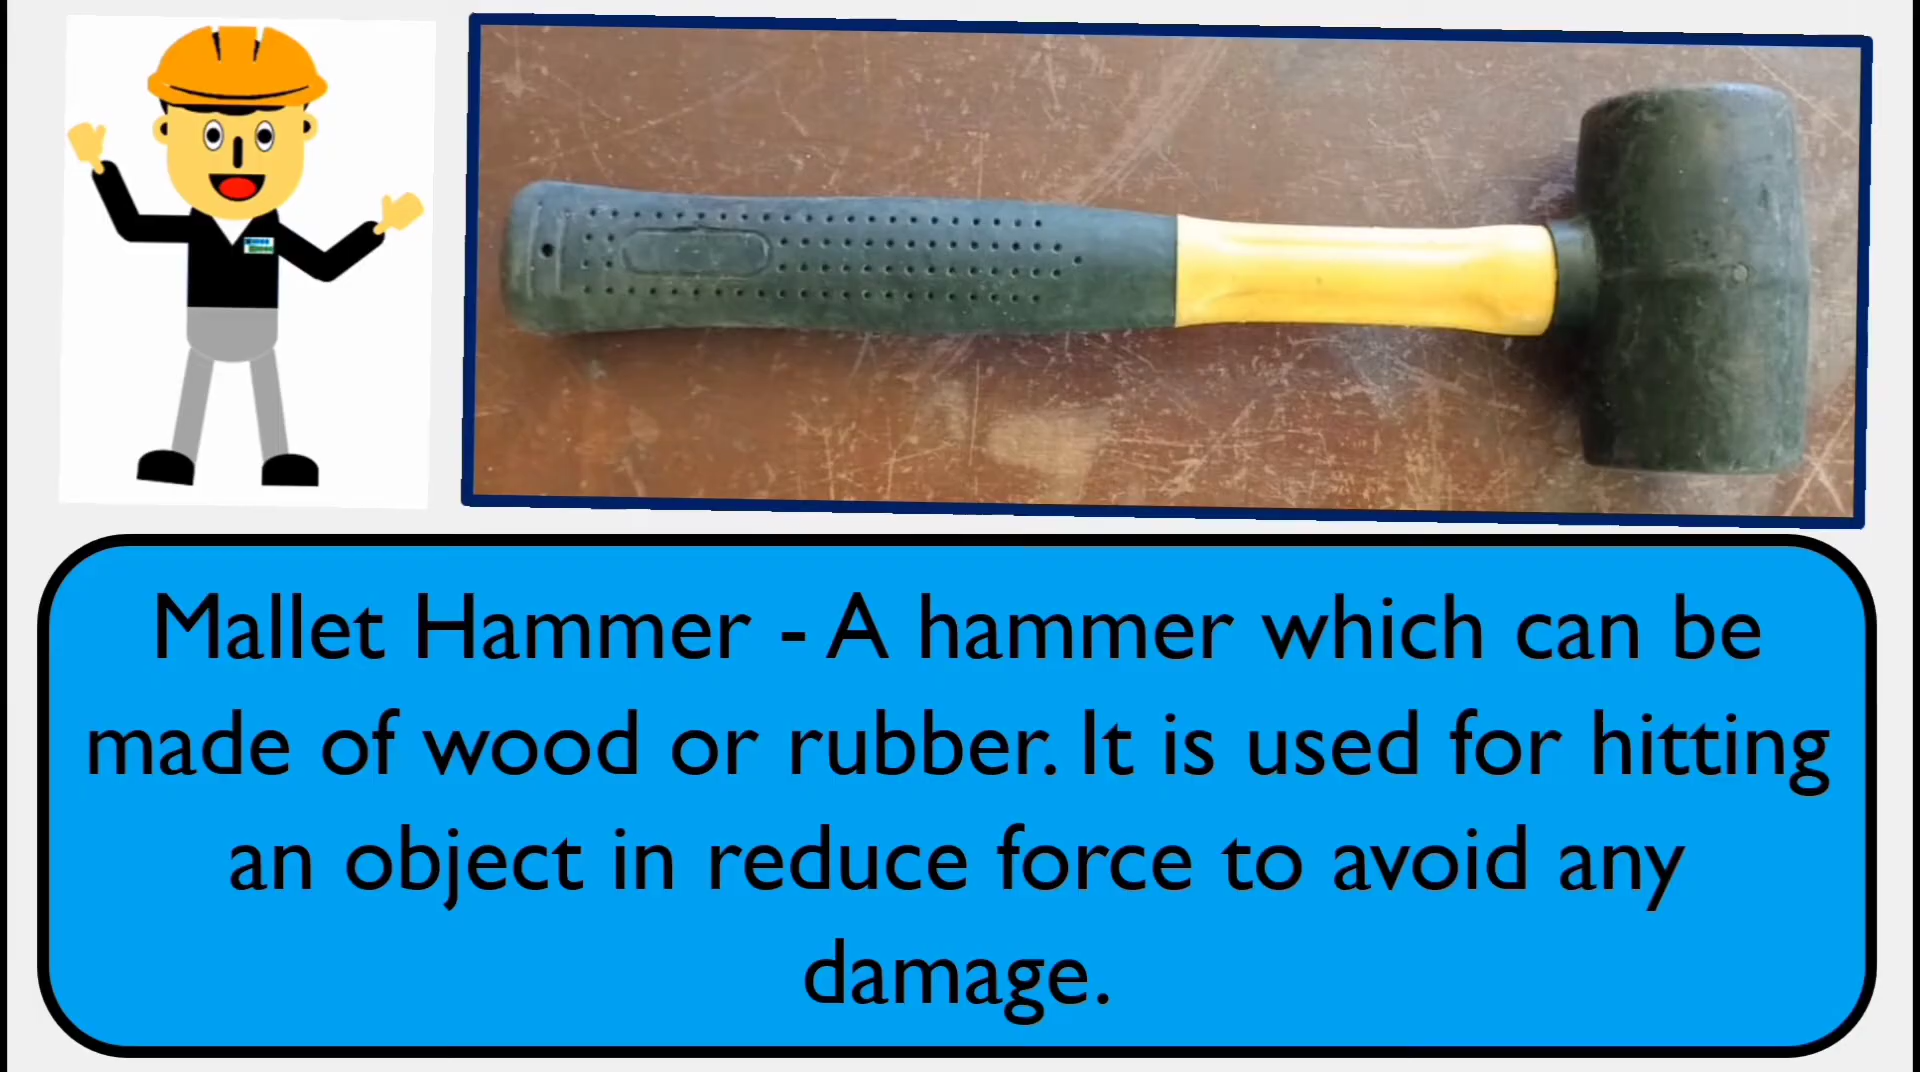 Mallet Hammer - A hammer which can be
made of wood or rubber. It is used for hitting
an object in reduce force to avoid any
damage.